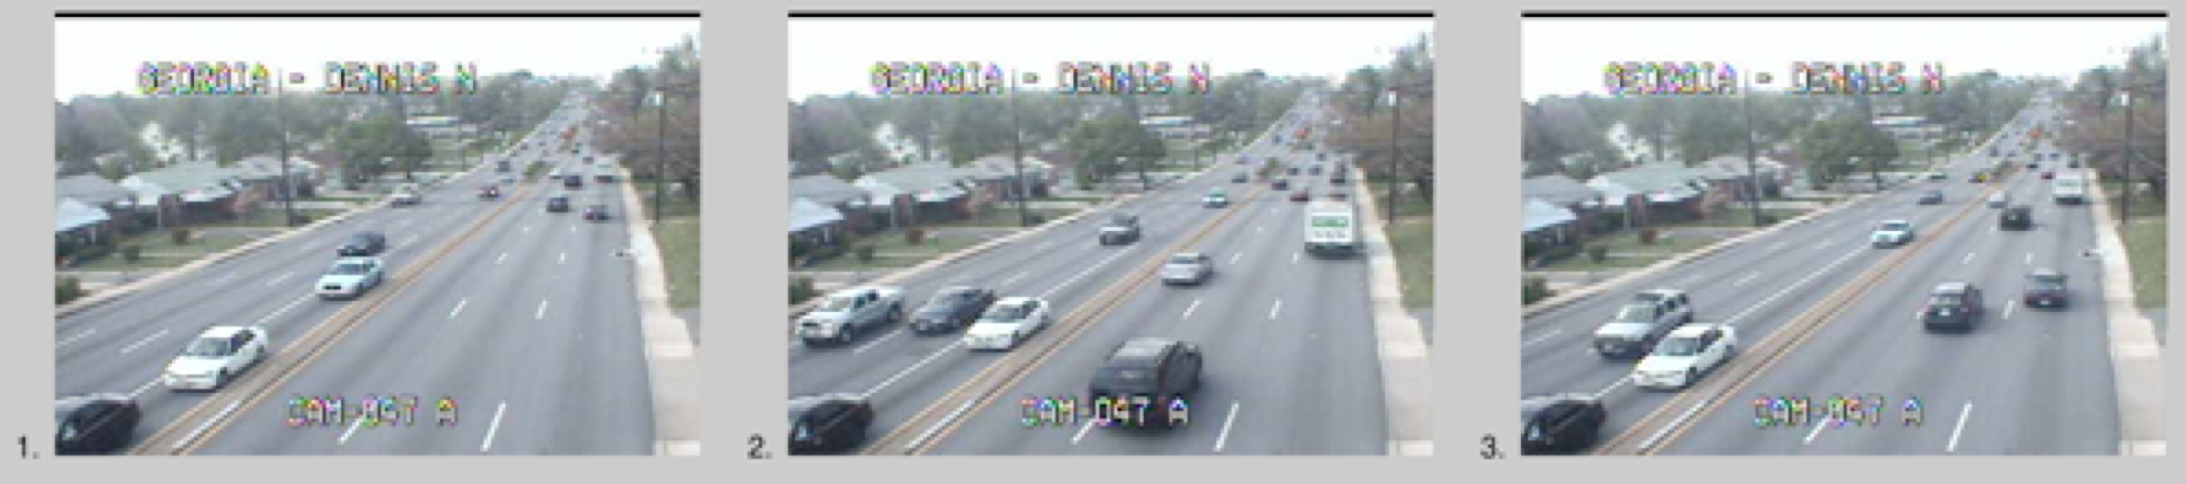 GEORGIA - DENNIS N
CAM-047 A
1.
GEORGIA - DENNIS N
CAM-047 A
2.
GEORGIA - DENNIS N
CAM-047 A
3.